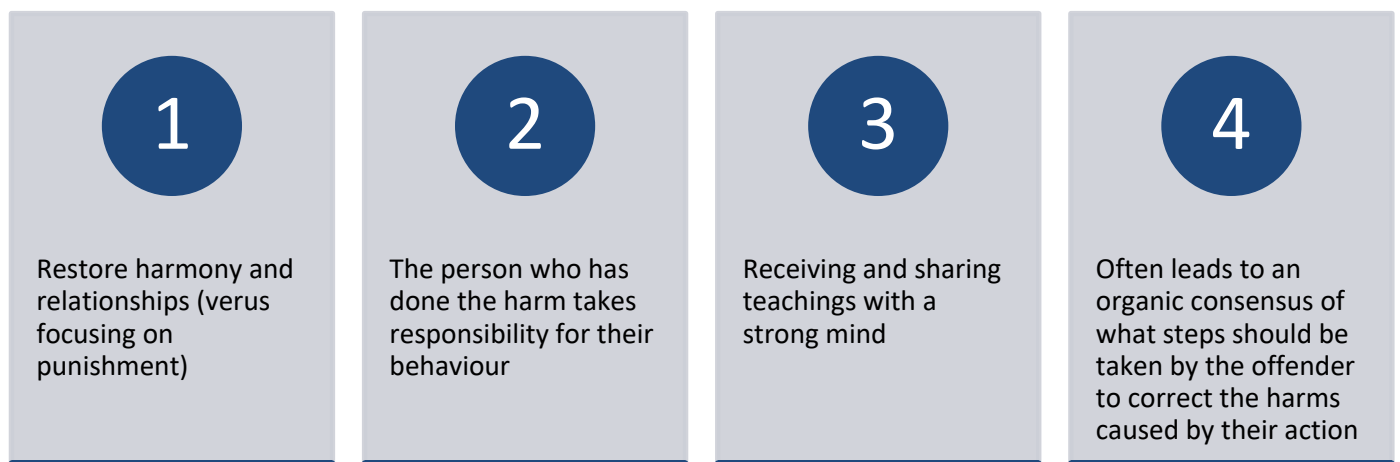 1
Restore harmony and
relationships (verus
focusing on
punishment)
2
The person who has
done the harm takes
responsibility for their
behaviour
3
Receiving and sharing
teachings with a
strong mind
4
Often leads to an
organic consensus of
what steps should be
taken by the offender
to correct the harms
caused by their action